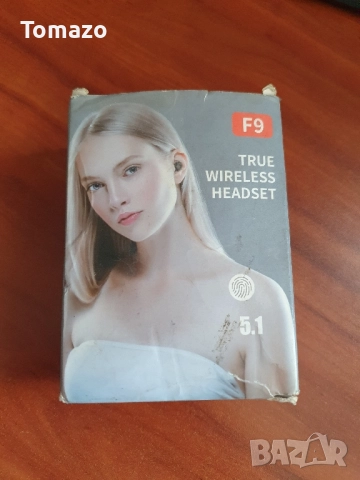 Tomazo
F9
TRUE
WIRELESS
HEADSET
5.1
BAZAR